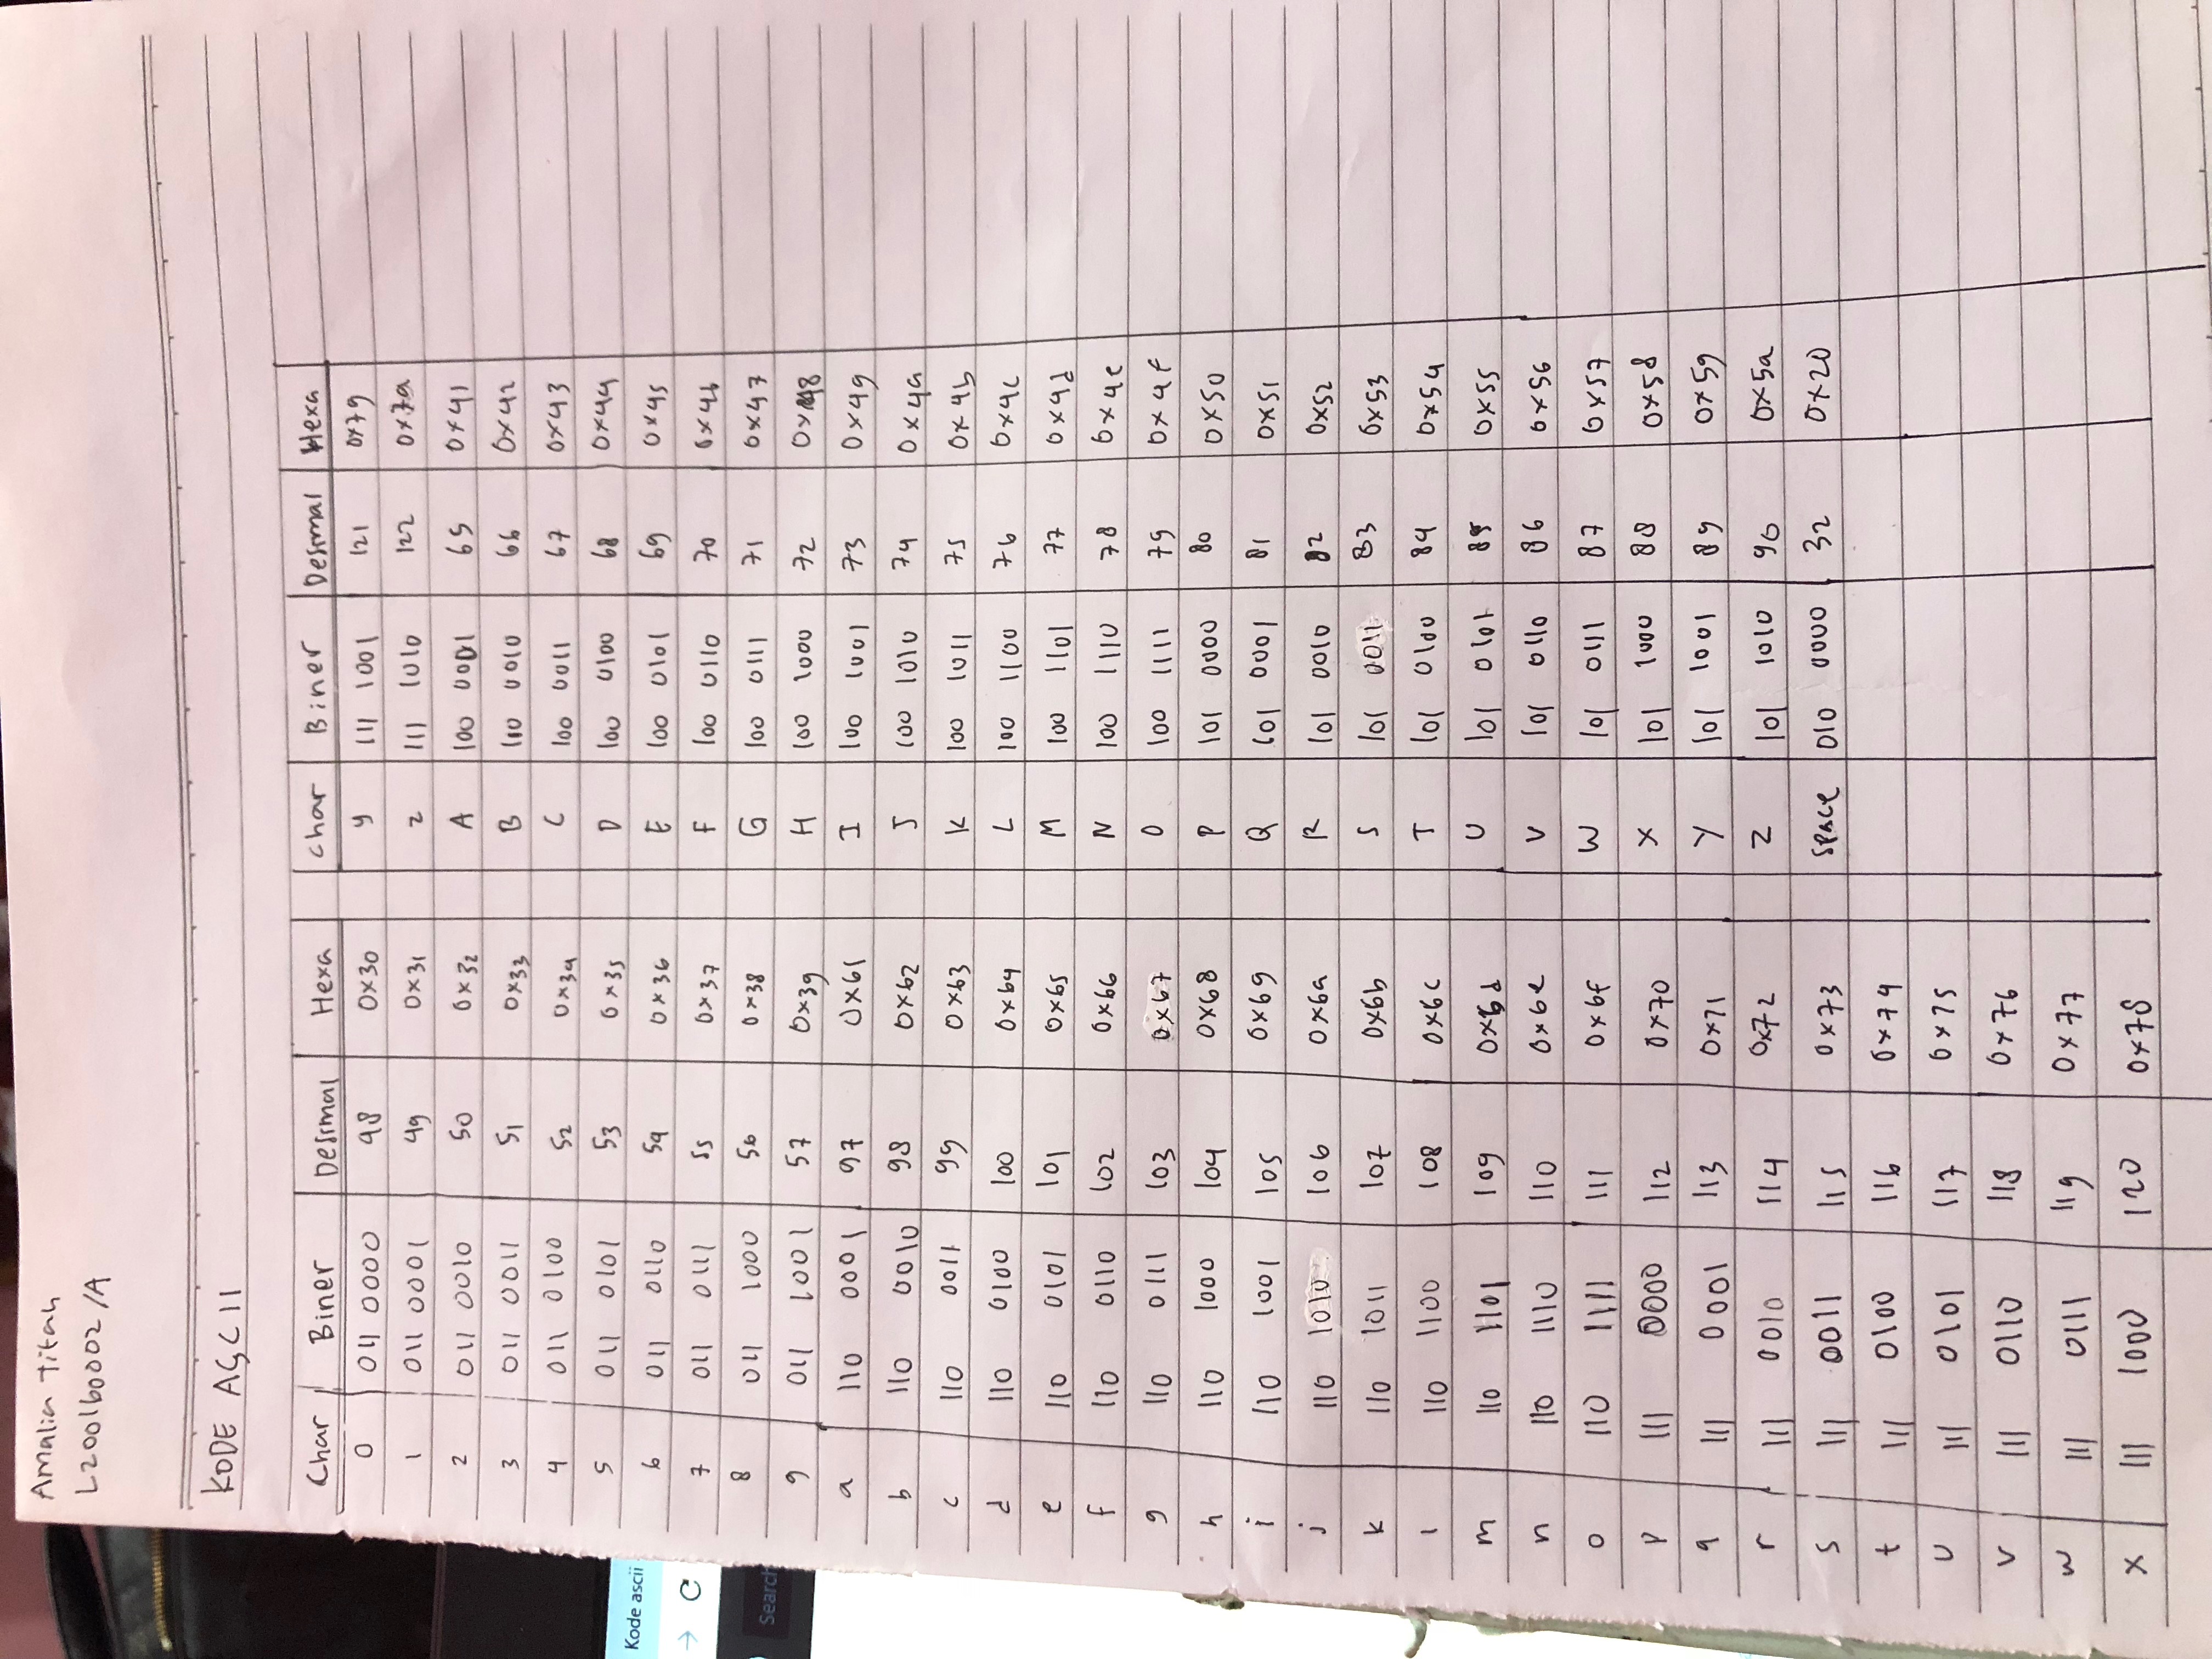 Amalia Titah
L200160002/A
KODE ASCII
Char Biner Desimal Hexa char Biner Desimal Hexa
0 011 0000 98 0x30 y 111 1001 121 0x79
1 011 0001 49 0x31 z 111 1010 122 0x7a
2 011 0010 50 0x32 A 100 0001 65 0x41
3 011 0011 51 0x33 B 100 0010 66 0x42
4 011 0100 52 0x34 C 100 0011 67 0x43
5 011 0101 53 0x35 D 100 0100 68 0x44
Kode ascii
6 011 0110 54 0x36 E 100 0101 69 0x45
7 011 0111 55 0x37 F 100 0110 70 0x46
8 011 1000 56 0x38 G 100 0111 71 0x47
Search
9 011 1001 57 0x39 H 100 1000 72 0x48
a 110 0001 97 0x61 I 100 1001 73 0x49
b 110 0010 98 0x62 J 100 1010 74 0x4a
c 110 0011 99 0x63 K 100 1011 75 0x4b
d 110 0100 100 0x64 L 100 1100 76 0x4c
e 110 0101 101 0x65 M 100 1101 77 0x4d
f 110 0110 102 0x66 N 100 1110 78 0x4e
g 110 0111 103 0x67 O 100 1111 79 0x4f
h 110 1000 104 0x68 P 101 0000 80 0x50
i 110 1001 105 0x69 Q 101 0001 81 0x51
j 110 1010 106 0x6a R 101 0010 82 0x52
k 110 1011 107 0x6b S 101 0011 83 0x53
l 110 1100 108 0x6c T 101 0100 84 0x54
m 110 1101 109 0x6d U 101 0101 85 0x55
n 110 1110 110 0x6e V 101 0110 86 0x56
o 110 1111 111 0x6f W 101 0111 87 0x57
p 111 0000 112 0x70 X 101 1000 88 0x58
q 111 0001 113 0x71 Y 101 1001 89 0x59
r 111 0010 114 0x72 Z 101 1010 90 0x5a
s 111 0011 115 0x73 space 010 0000 32 0x20
t 111 0100 116 0x74
u 111 0101 117 0x75
v 111 0110 118 0x76
w 111 0111 119 0x77
x 111 1000 120 0x78